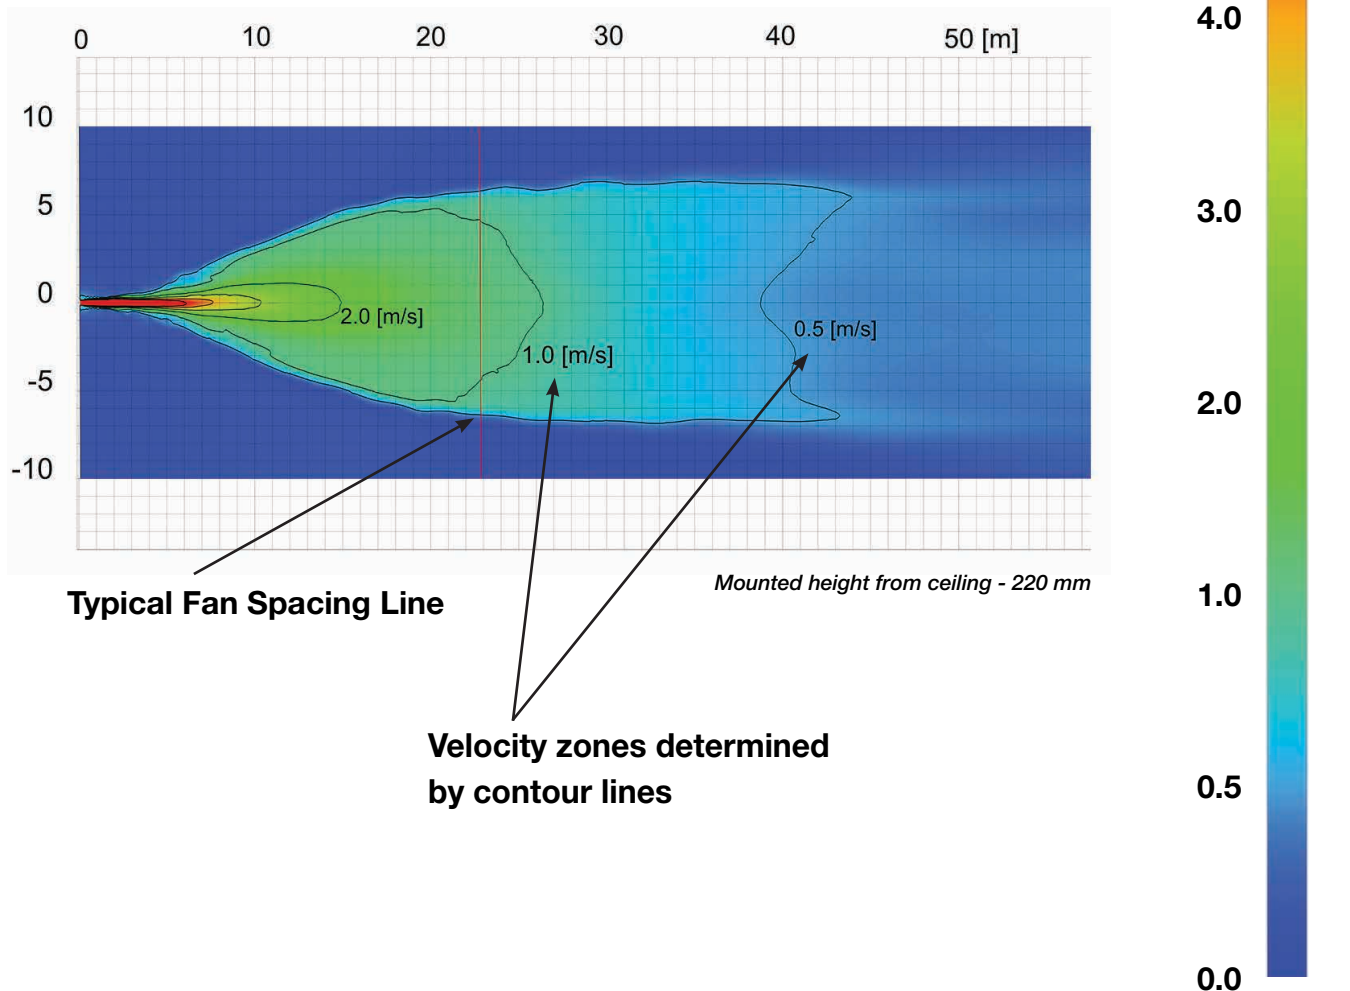 0 10 20 30 40 50 [m]
10
5
0
-5
-10
2.0 [m/s]
1.0 [m/s]
0.5 [m/s]
Mounted height from ceiling - 220 mm
Typical Fan Spacing Line
Velocity zones determined
by contour lines
4.0
3.0
2.0
1.0
0.5
0.0